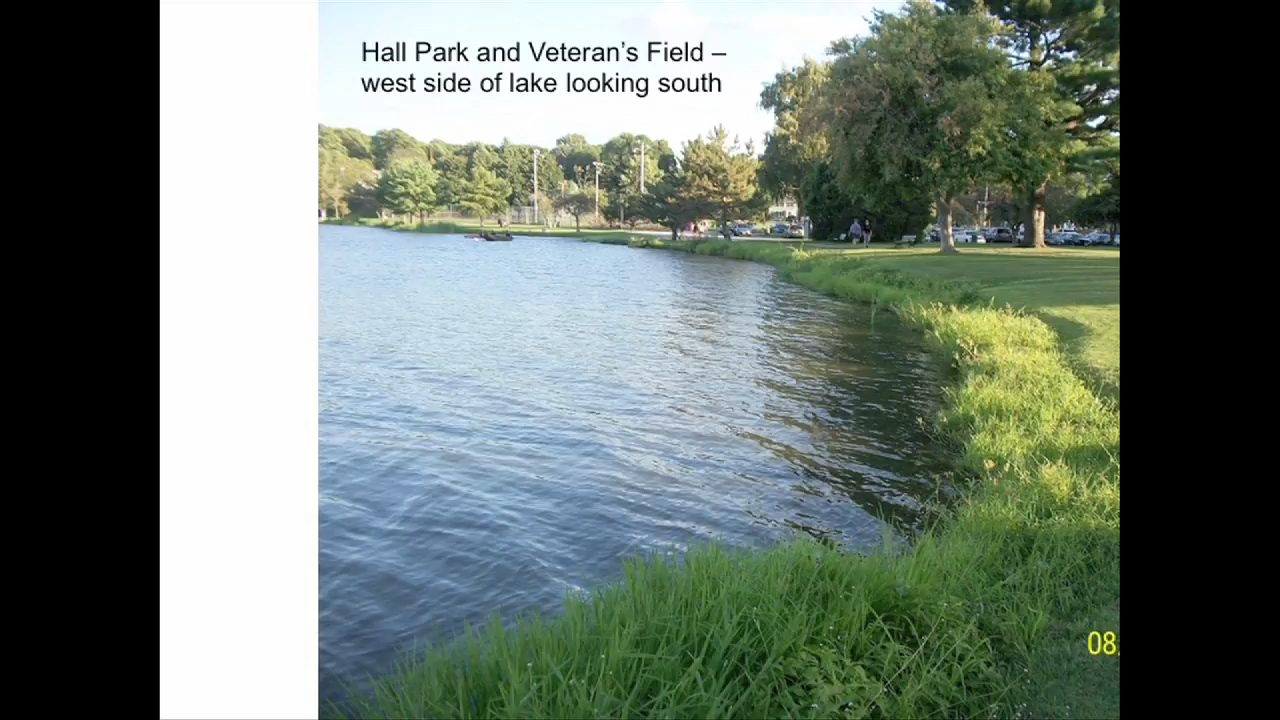 Hall Park and Veteran’s Field –
west side of lake looking south
08